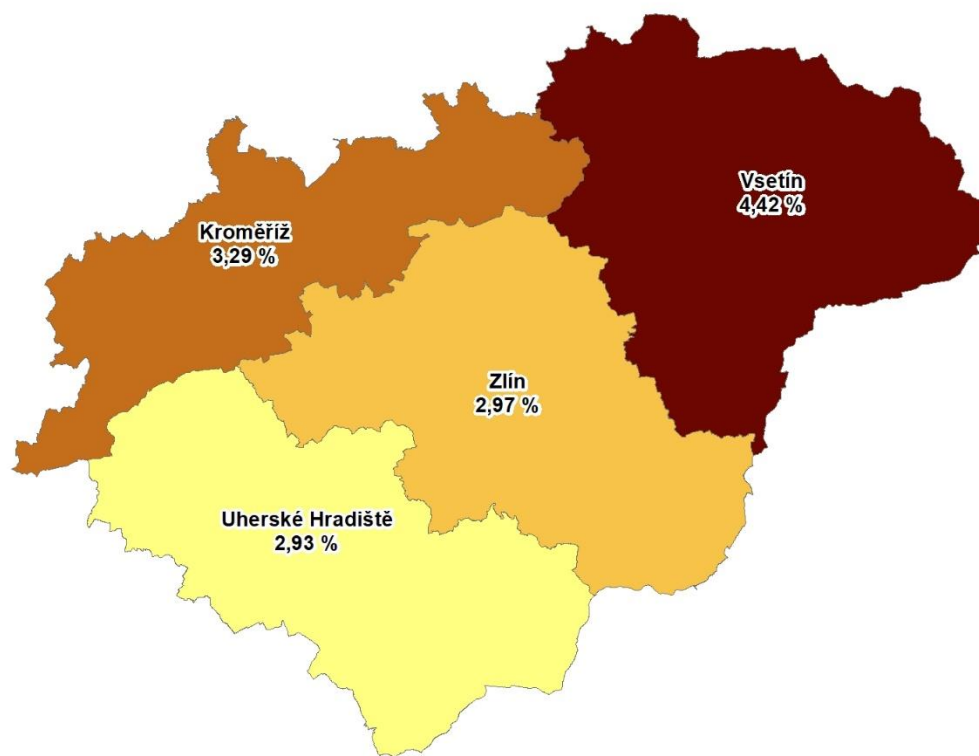 Vsetín
4,42 %
Kroměříž
3,29 %
Zlín
2,97 %
Uherské Hradiště
2,93 %